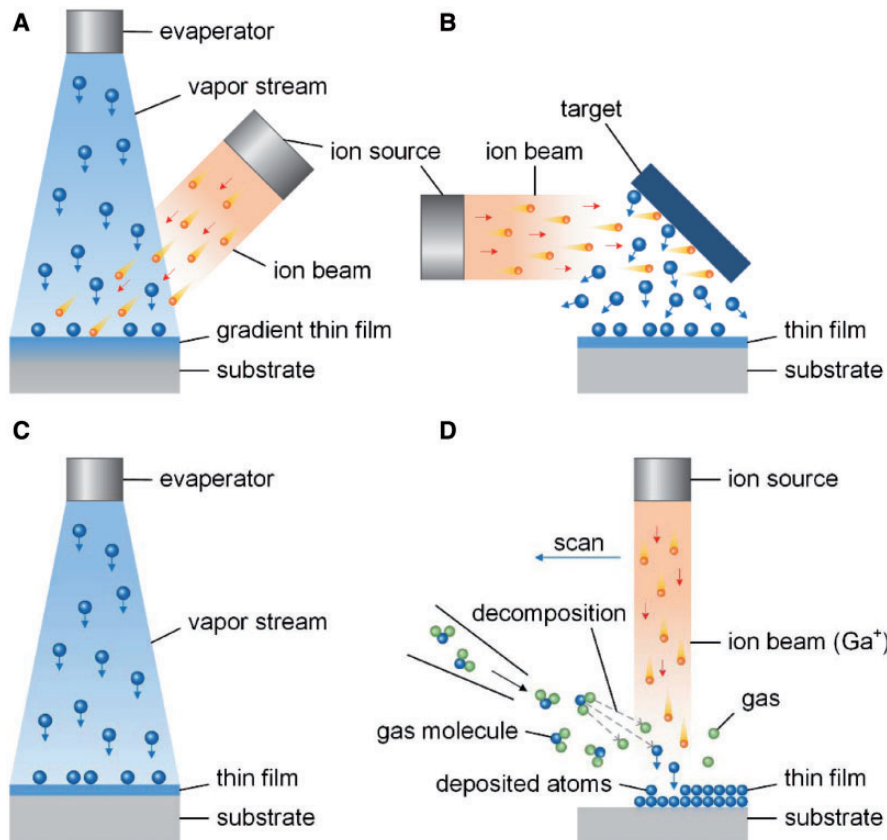 A
evaperator
vapor stream
ion source
ion beam
gradient thin film
substrate
B
ion beam
target
thin film
substrate
C
evaperator
vapor stream
thin film
substrate
D
ion source
scan
decomposition
ion beam (Ga⁺)
gas
gas molecule
deposited atoms
thin film
substrate